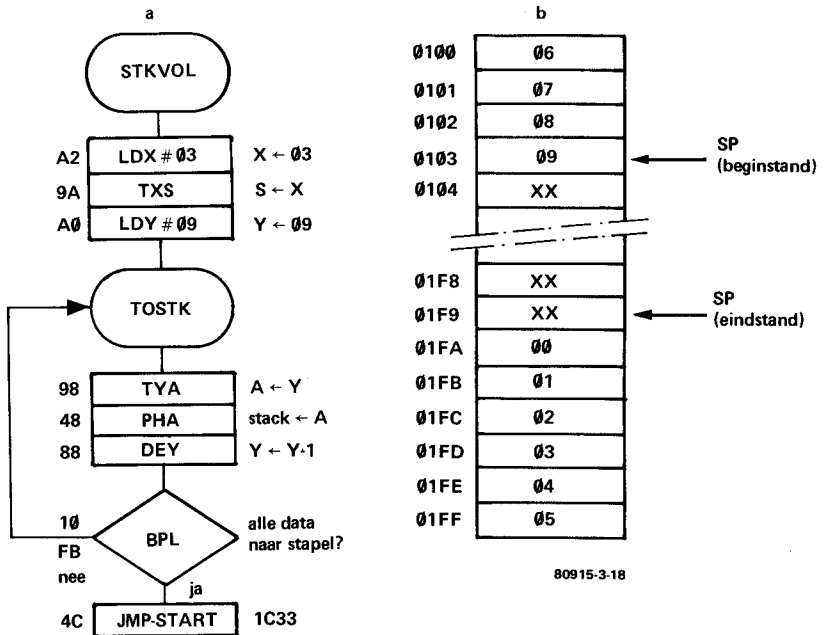 a
STKVOL
A2 LDX # Ø3 X ← Ø3
9A TXS S ← X
AØ LDY # Ø9 Y ← Ø9
TOSTK
98 TYA A ← Y
48 PHA stack ← A
88 DEY Y ← Y-1
1Ø
FB
nee
BPL
alle data
naar stapel?
ja
4C JMP-START 1C33
b
Ø1ØØ Ø6
Ø1Ø1 Ø7
Ø1Ø2 Ø8
Ø1Ø3 Ø9
Ø1Ø4 XX
SP
(beginstand)
Ø1F8 XX
Ø1F9 XX
SP
(eindstand)
Ø1FA ØØ
Ø1FB Ø1
Ø1FC Ø2
Ø1FD Ø3
Ø1FE Ø4
Ø1FF Ø5
80915-3-18